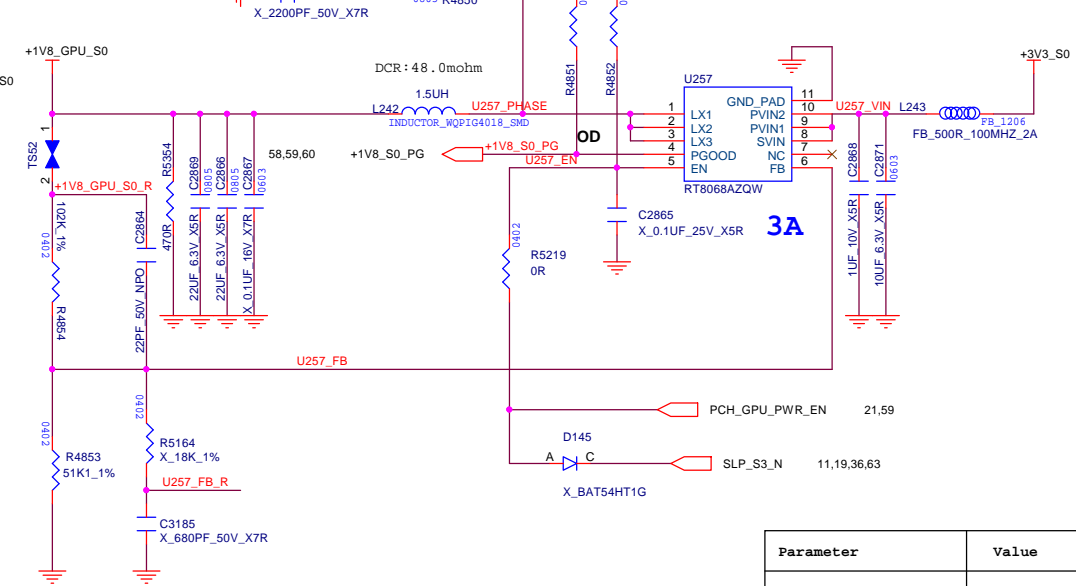 R4850
X_2200PF_50V_X7R
+1V8_GPU_S0
+3V3_S0
S0
DCR:48.0mohm
R4851
R4852
U257
1.5UH
L242
U257_PHASE
INDUCTOR_WQPIG4018_SMD
1
2
3
4
5
LX1
LX2
LX3
PGOOD
EN
GND_PAD
PVIN2
PVIN1
SVIN
NC
FB
11
10
9
8
7
6
RT8068AZQW
U257_VIN
L243
FB_1206
FB_500R_100MHZ_2A
OD
58,59,60
+1V8_S0_PG
+1V8_S0_PG
U257_EN
1
TS52
2
+1V8_GPU_S0_R
R5354
470R
C2869
0805
22UF_6.3V_X5R
C2866
0805
22UF_6.3V_X5R
C2867
0603
X_0.1UF_16V_X7R
C2864
22PF_50V_NPO
102K_1%
0402
R4854
C2865
X_0.1UF_25V_X5R
3A
C2868
1UF_10V_X5R
C2871
0603
10UF_6.3V_X5R
0402
R5219
0R
U257_FB
0402
R4853
51K1_1%
0402
R5164
X_18K_1%
U257_FB_R
C3185
X_680PF_50V_X7R
PCH_GPU_PWR_EN
21,59
D145
A
C
SLP_S3_N
11,19,36,63
X_BAT54HT1G
Parameter
Value